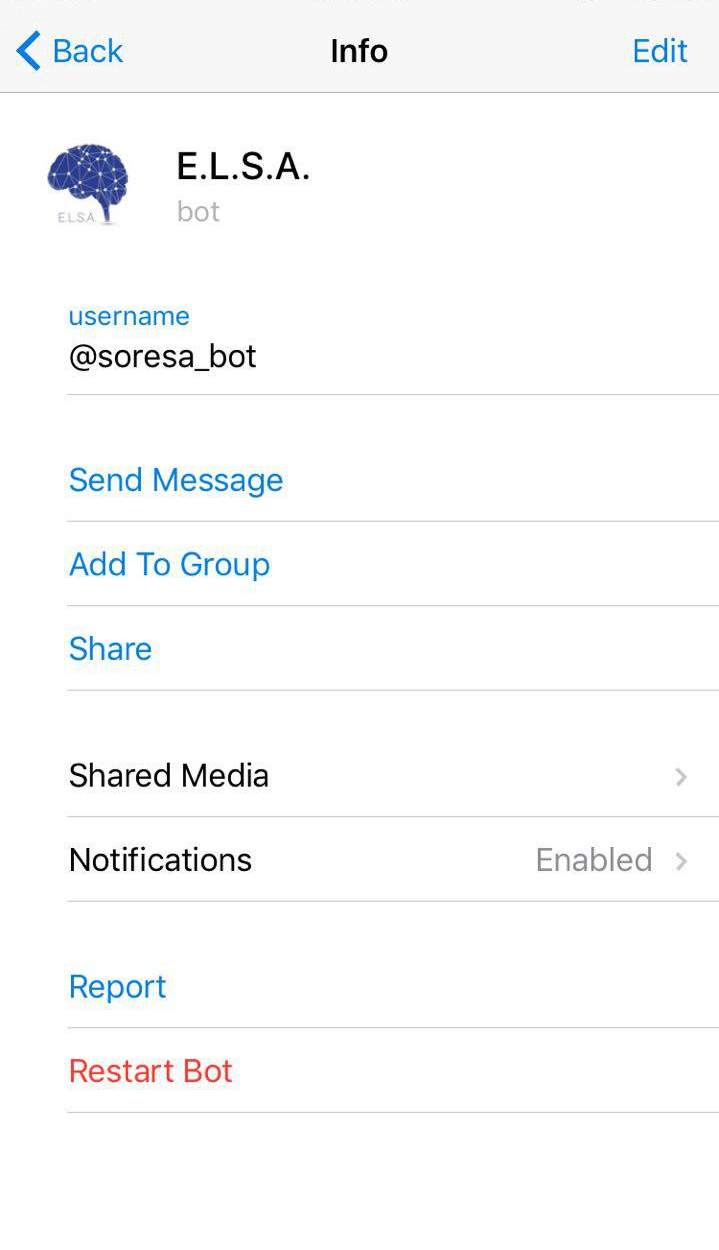 Back
Info
Edit
E.L.S.A.
bot
E.L.S.A.
username
@soresa_bot
Send Message
Add To Group
Share
Shared Media
Notifications Enabled
Report
Restart Bot